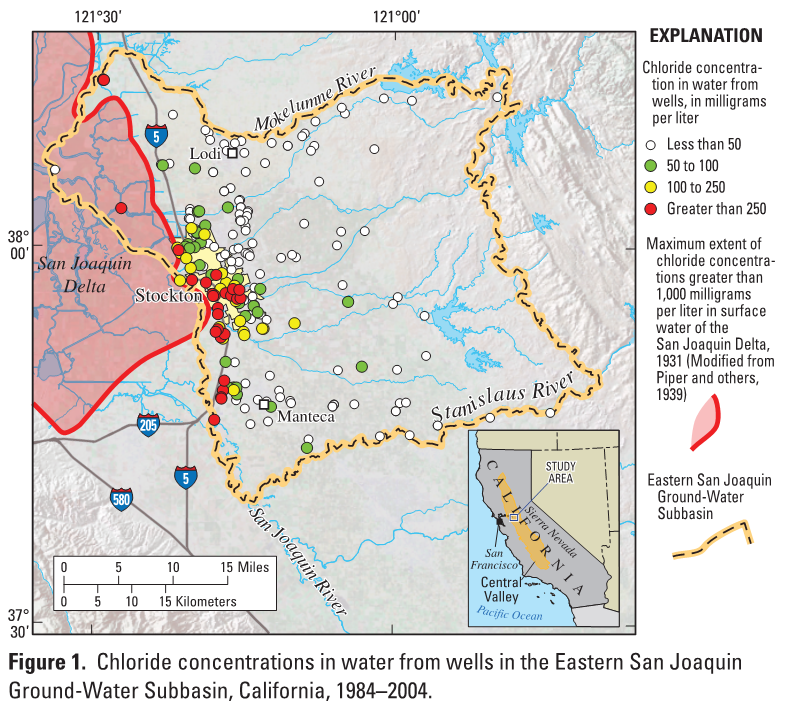 121°30'
121°00'
38°
00'
37°
30'
Mokelumne River
5
Lodi
San Joaquin
Delta
Stockton
Stanislaus River
Manteca
205
5
580
San Joaquin River
0 5 10 15 Miles
0 5 10 15 Kilometers
CALIFORNIA
STUDY
AREA
Sierra Nevada
San
Francisco
Central
Valley
Pacific Ocean
EXPLANATION
Chloride concentra-
tion in water from
wells, in milligrams
per liter
Less than 50
50 to 100
100 to 250
Greater than 250
Maximum extent of
chloride concentra-
tions greater than
1,000 milligrams
per liter in surface
water of the
San Joaquin Delta,
1931 (Modified from
Piper and others,
1939)
Eastern San Joaquin
Ground-Water
Subbasin
Figure 1. Chloride concentrations in water from wells in the Eastern San Joaquin
Ground-Water Subbasin, California, 1984–2004.